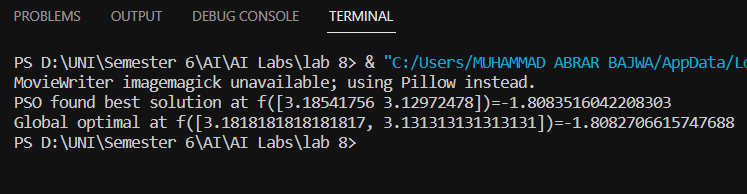 PROBLEMS OUTPUT DEBUG CONSOLE TERMINAL
PS D:\UNI\Semester 6\AI\AI Labs\lab 8> & "C:/Users/MUHAMMAD ABRAR BAJWA/AppData/Lo
MovieWriter imagemagick unavailable; using Pillow instead.
PSO found best solution at f([3.18541756 3.12972478])=-1.8083516042208303
Global optimal at f([3.1818181818181817, 3.131313131313131])=-1.8082706615747688
PS D:\UNI\Semester 6\AI\AI Labs\lab 8>